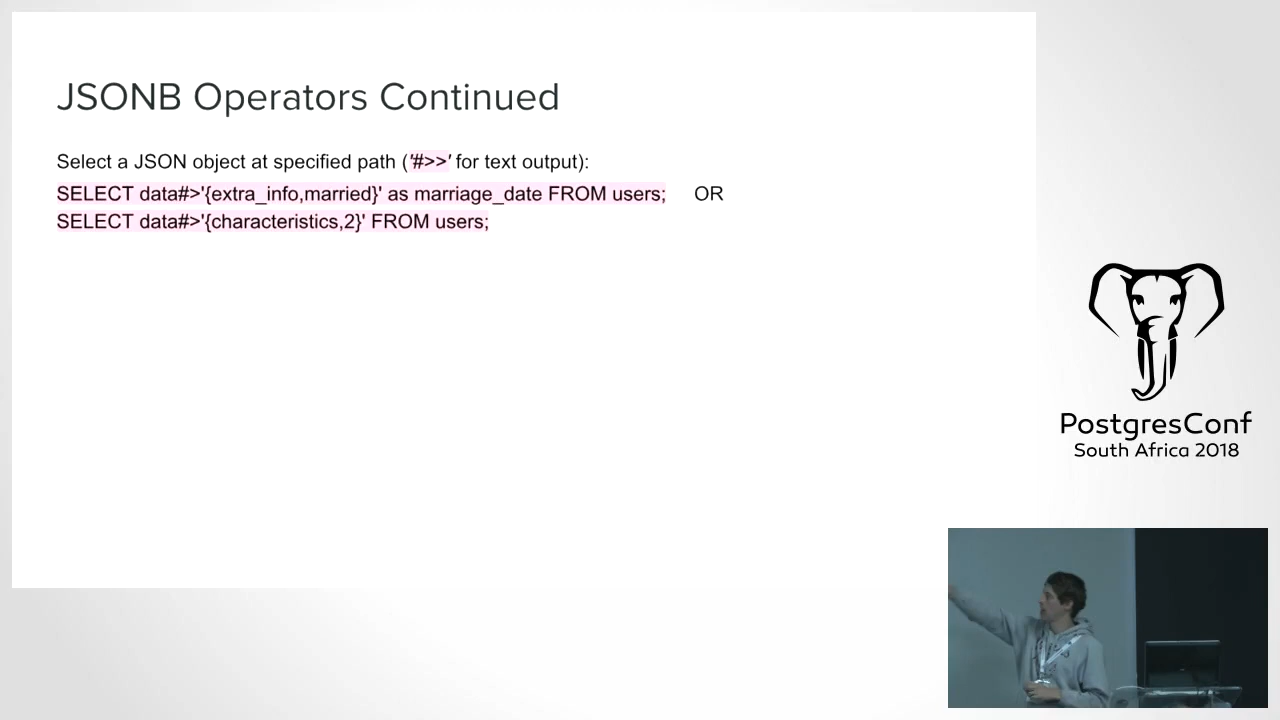 JSONB Operators Continued
Select a JSON object at specified path ('#>>' for text output):
SELECT data#>'{extra_info,married}' as marriage_date FROM users; OR
SELECT data#>'{characteristics,2}' FROM users;
PostgresConf
South Africa 2018